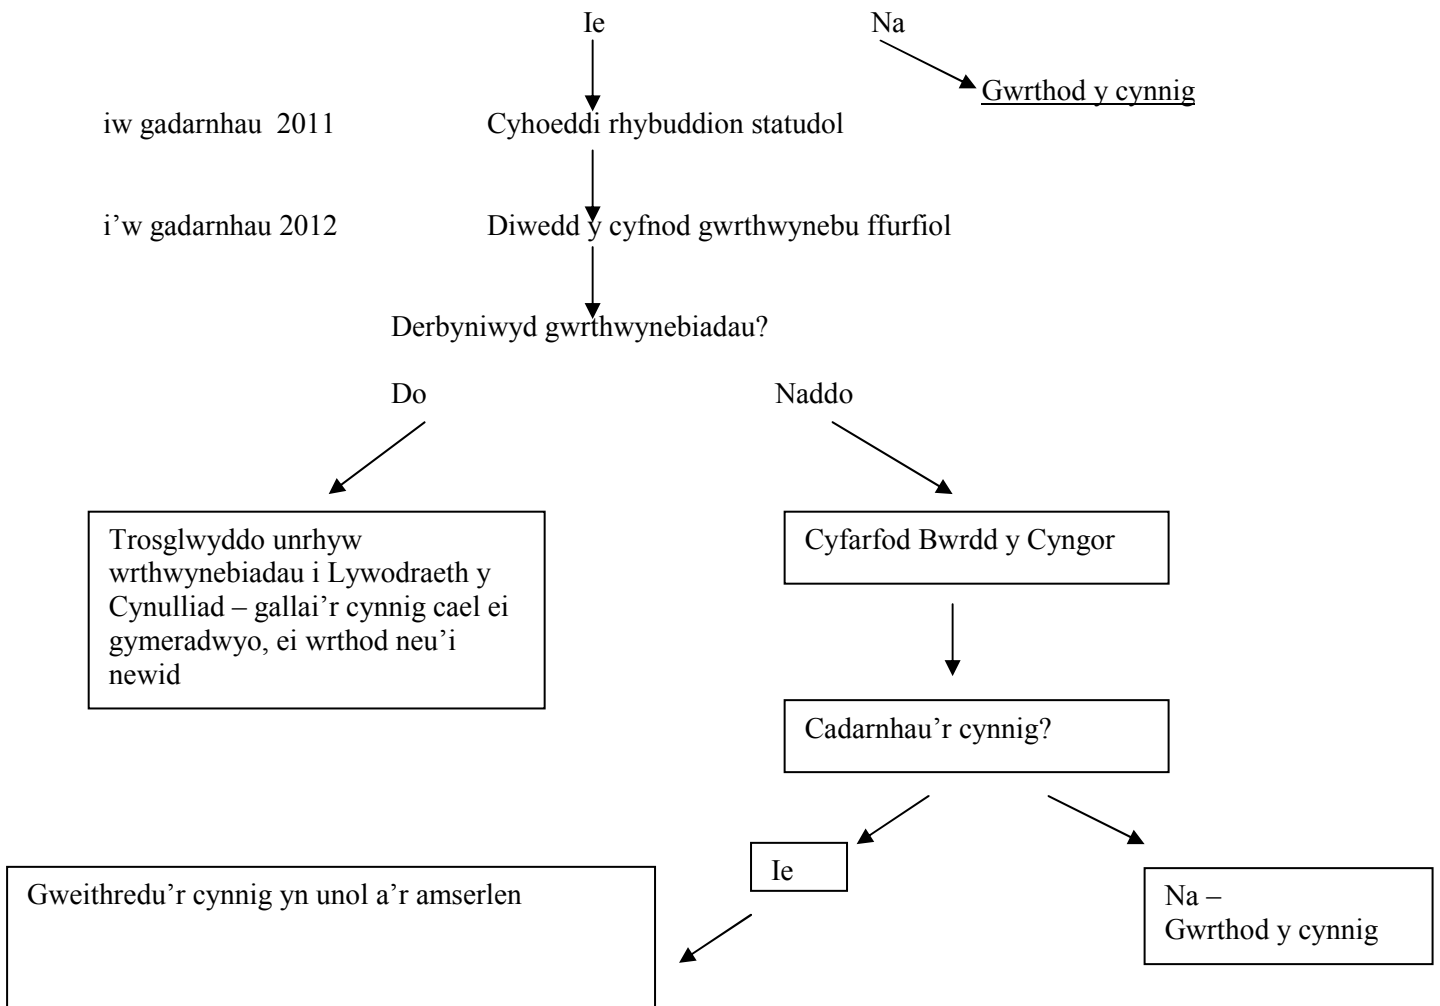 Ie
Na
Gwrthod y cynnig
iw gadarnhau 2011
Cyhoeddi rhybuddion statudol
i’w gadarnhau 2012
Diwedd y cyfnod gwrthwynebu ffurfiol
Derbyniwyd gwrthwynebiadau?
Do
Naddo
Trosglwyddo unrhyw
wrthwynebiadau i Lywodraeth y
Cynulliad – gallai’r cynnig cael ei
gymeradwyo, ei wrthod neu’i
newid
Cyfarfod Bwrdd y Cyngor
Cadarnhau’r cynnig?
Ie
Gweithredu’r cynnig yn unol a’r amserlen
Na –
Gwrthod y cynnig